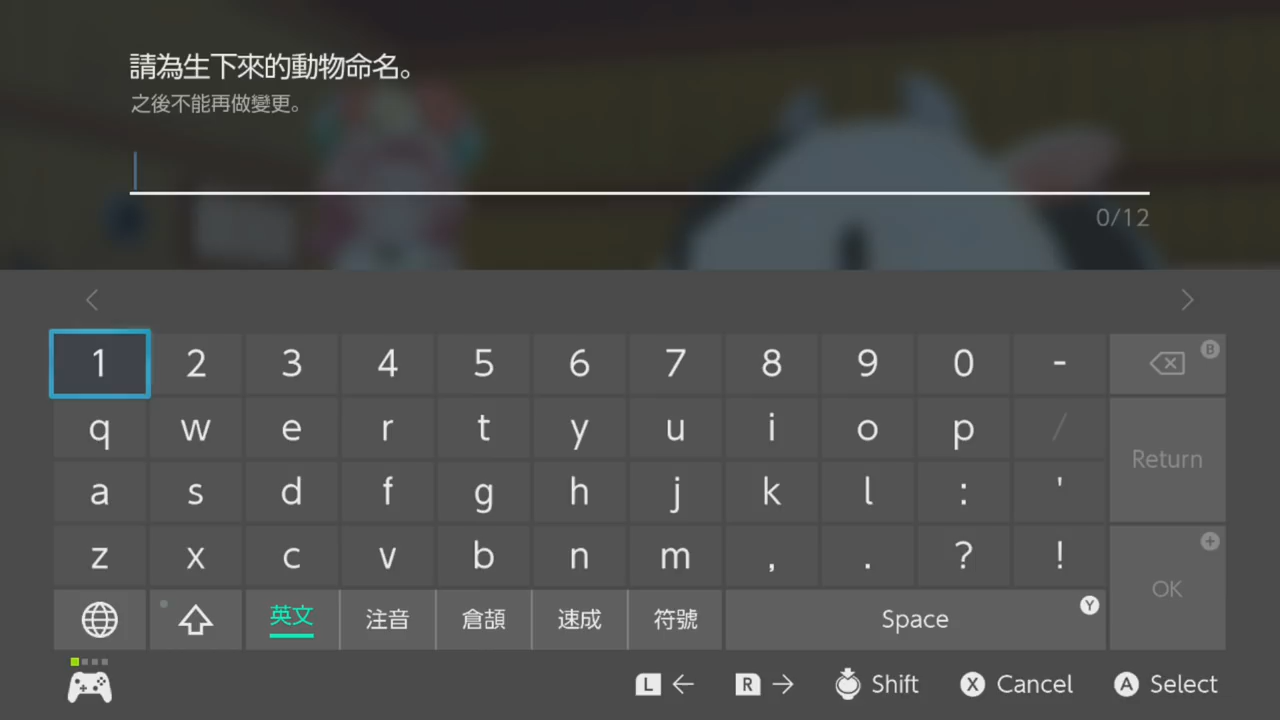 請為生下來的動物命名。
之後不能再做變更。
0/12
1 2 3 4 5 6 7 8 9 0 - B
q w e r t y u i o p / Return
a s d f g h j k l : '
z x c v b n m , . ? ! + OK
英文 注音 倉頡 速成 符號 Space Y
L ← R → Shift X Cancel A Select